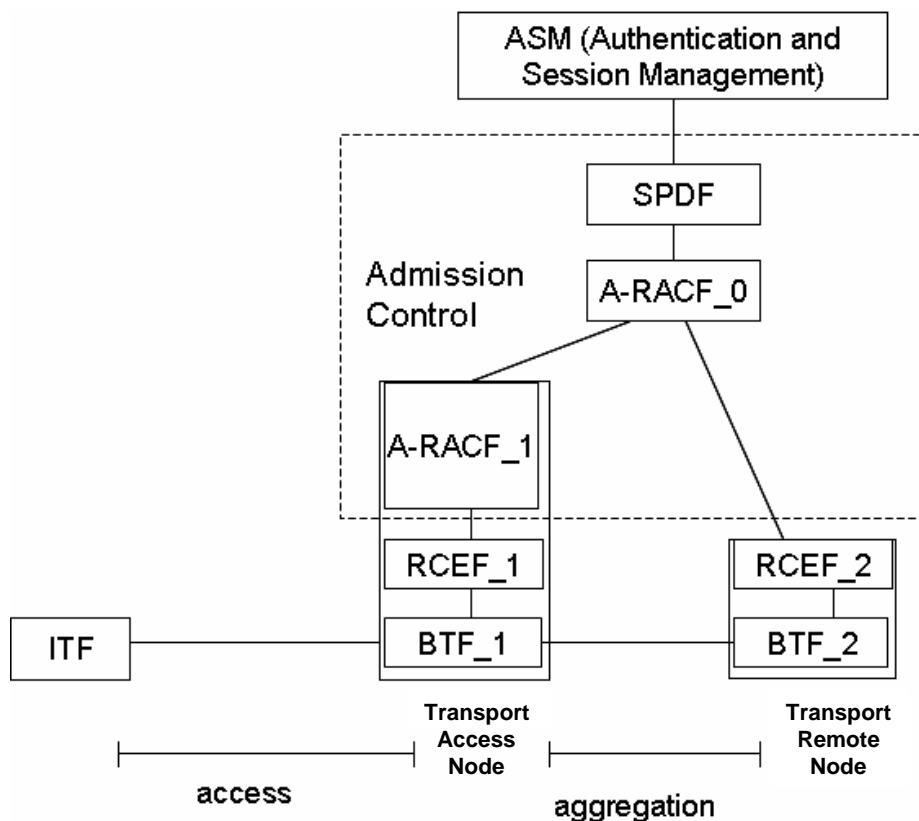 ASM (Authentication and
Session Management)
SPDF
Admission
Control
A-RACF_0
A-RACF_1
RCEF_1
RCEF_2
ITF
BTF_1
BTF_2
Transport
Access
Node
Transport
Remote
Node
access
aggregation